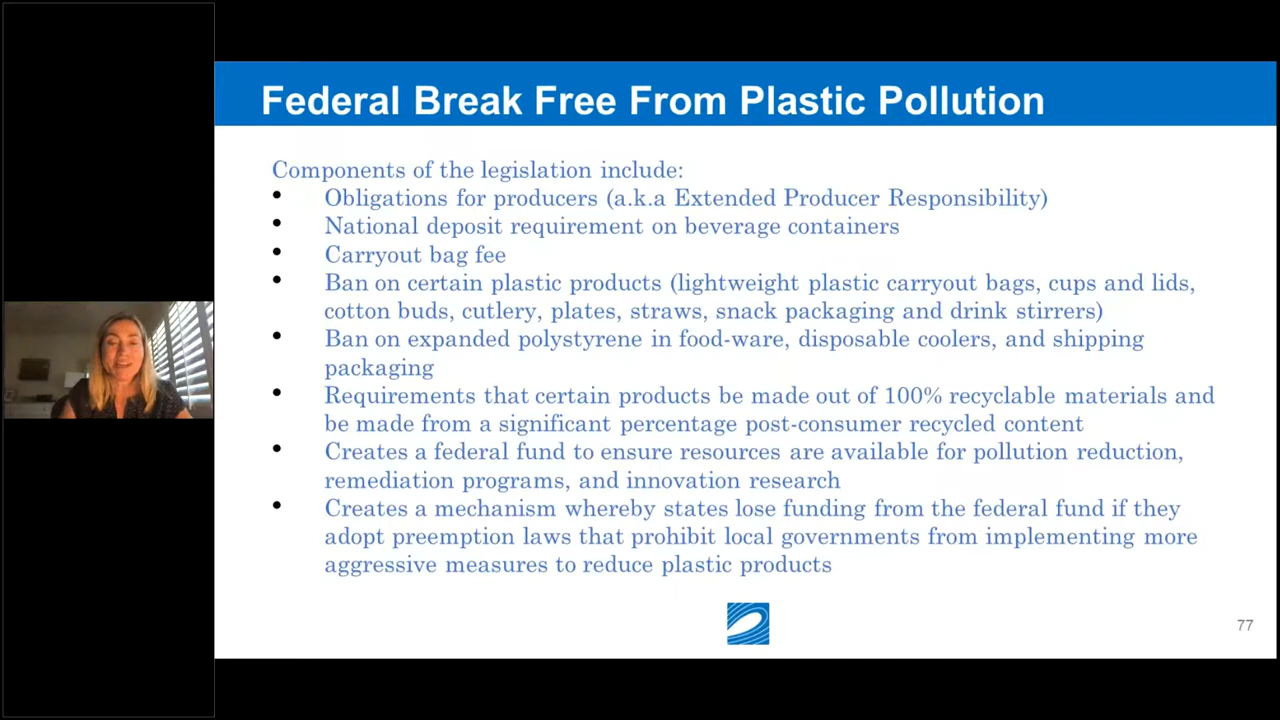 Federal Break Free From Plastic Pollution
Components of the legislation include:
• Obligations for producers (a.k.a Extended Producer Responsibility)
• National deposit requirement on beverage containers
• Carryout bag fee
• Ban on certain plastic products (lightweight plastic carryout bags, cups and lids,
cotton buds, cutlery, plates, straws, snack packaging and drink stirrers)
• Ban on expanded polystyrene in food-ware, disposable coolers, and shipping
packaging
• Requirements that certain products be made out of 100% recyclable materials and
be made from a significant percentage post-consumer recycled content
• Creates a federal fund to ensure resources are available for pollution reduction,
remediation programs, and innovation research
• Creates a mechanism whereby states lose funding from the federal fund if they
adopt preemption laws that prohibit local governments from implementing more
aggressive measures to reduce plastic products
77